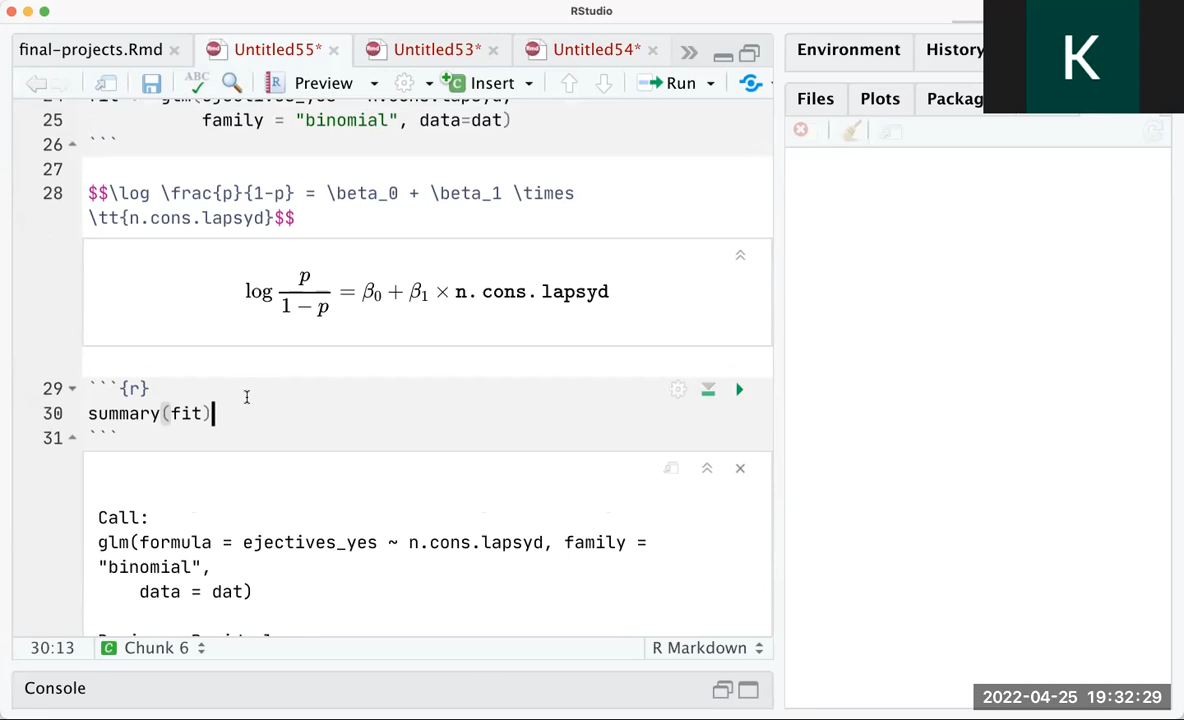 RStudio
final-projects.Rmd Untitled55* Untitled53* Untitled54*
Environment History
K
ABC Preview Insert Run
Files Plots Packag
25 family = "binomial", data=dat)
26 ```
27
28 $$\log \frac{p}{1-p} = \beta_0 + \beta_1 \times
\tt{n.cons.lapsyd}$$
log p/(1 − p) = β0 + β1 × n.cons.lapsyd
29 ```{r}
30 summary(fit)
31 ```
Call:
glm(formula = ejectives_yes ~ n.cons.lapsyd, family =
"binomial",
data = dat)
30:13 C Chunk 6 R Markdown
Console
2022-04-25 19:32:29